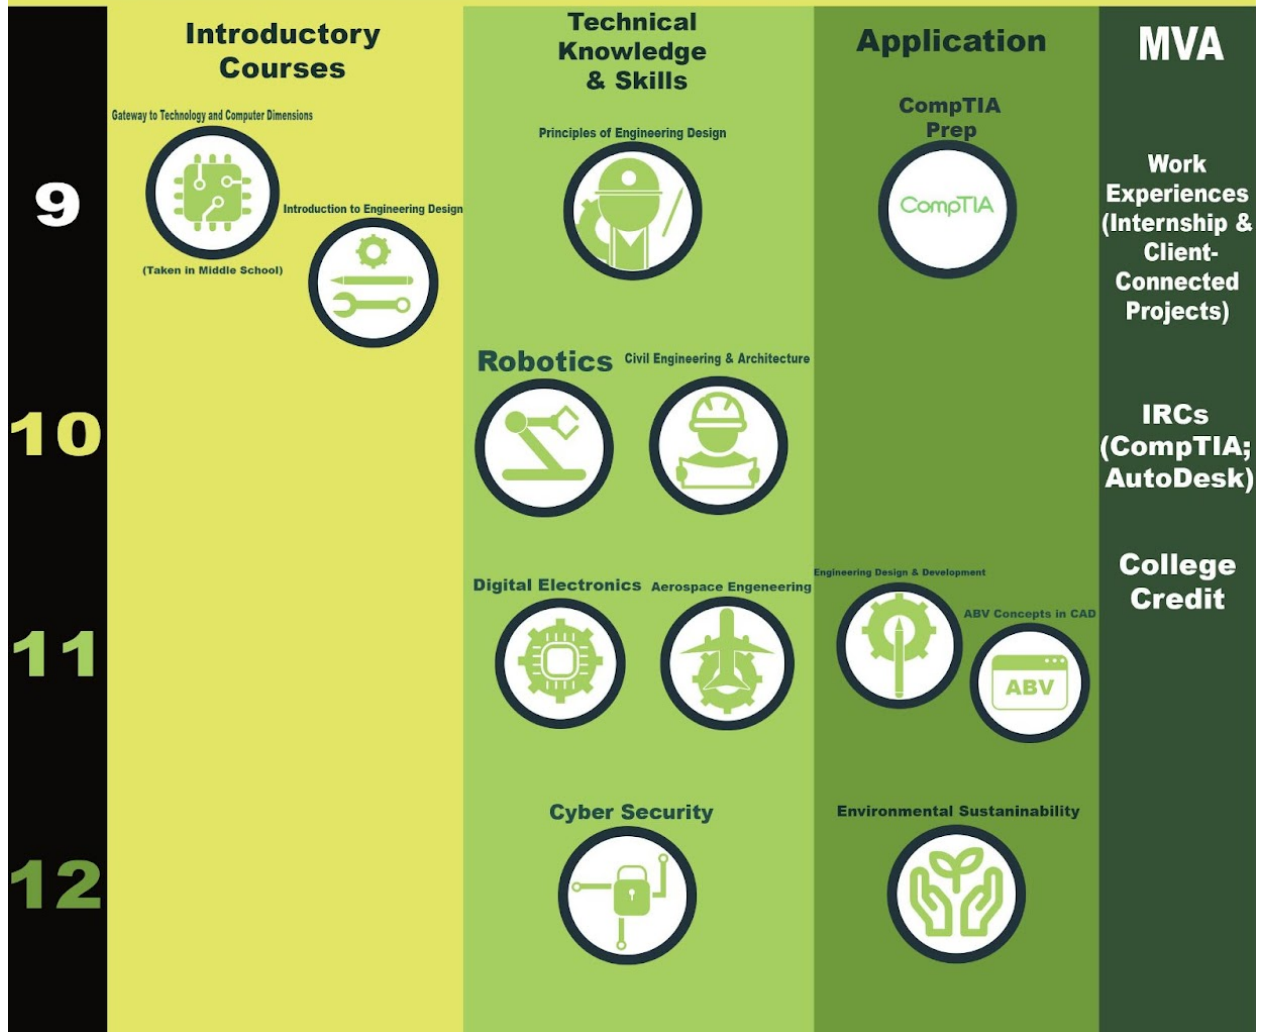 Introductory
Courses
Technical
Knowledge
& Skills
Application
MVA
9
Gateway to Technology and Computer Dimensions
(Taken in Middle School)
Introduction to Engineering Design
Principles of Engineering Design
CompTIA
Prep
CompTIA
Work
Experiences
(Internship &
Client-
Connected
Projects)
10
Robotics
Civil Engineering & Architecture
IRCs
(CompTIA;
AutoDesk)
College
Credit
11
Digital Electronics
Aerospace Engeneering
Engineering Design & Development
ABV Concepts in CAD
ABV
12
Cyber Security
Environmental Sustaninability